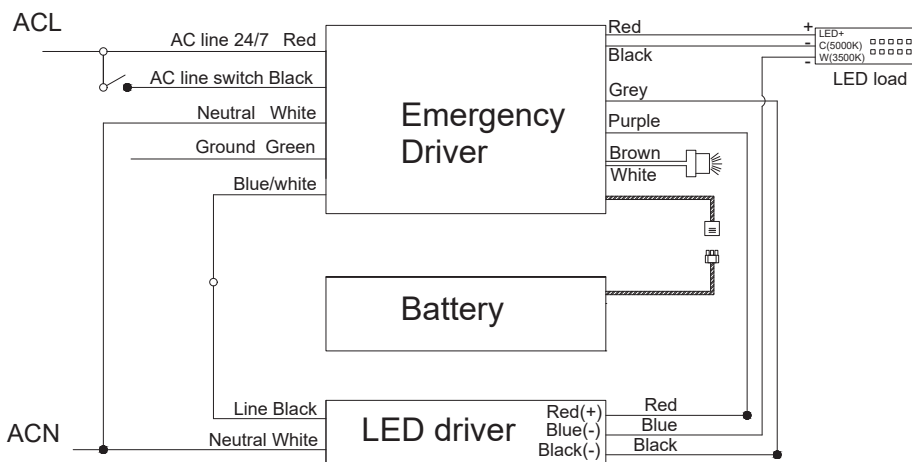 ACL
AC line 24/7 Red
AC line switch Black
Neutral White
Ground Green
Blue/white
Emergency
Driver
Red
Black
Grey
Purple
Brown
White
+
-
-
LED+
C(5000K)
W(3500K)
LED load
Battery
ACN
Line Black
Neutral White
LED driver
Red(+)
Blue(-)
Black(-)
Red
Blue
Black